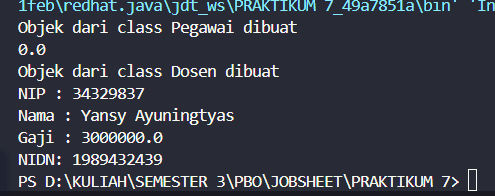 1feb\redhat.java\jdt_ws\PRAKTIKUM 7_49a7851a\bin' 'In
Objek dari class Pegawai dibuat
0.0
Objek dari class Dosen dibuat
NIP : 34329837
Nama : Yansy Ayuningtyas
Gaji : 3000000.0
NIDN: 1989432439
PS D:\KULIAH\SEMESTER 3\PBO\JOBSHEET\PRAKTIKUM 7>